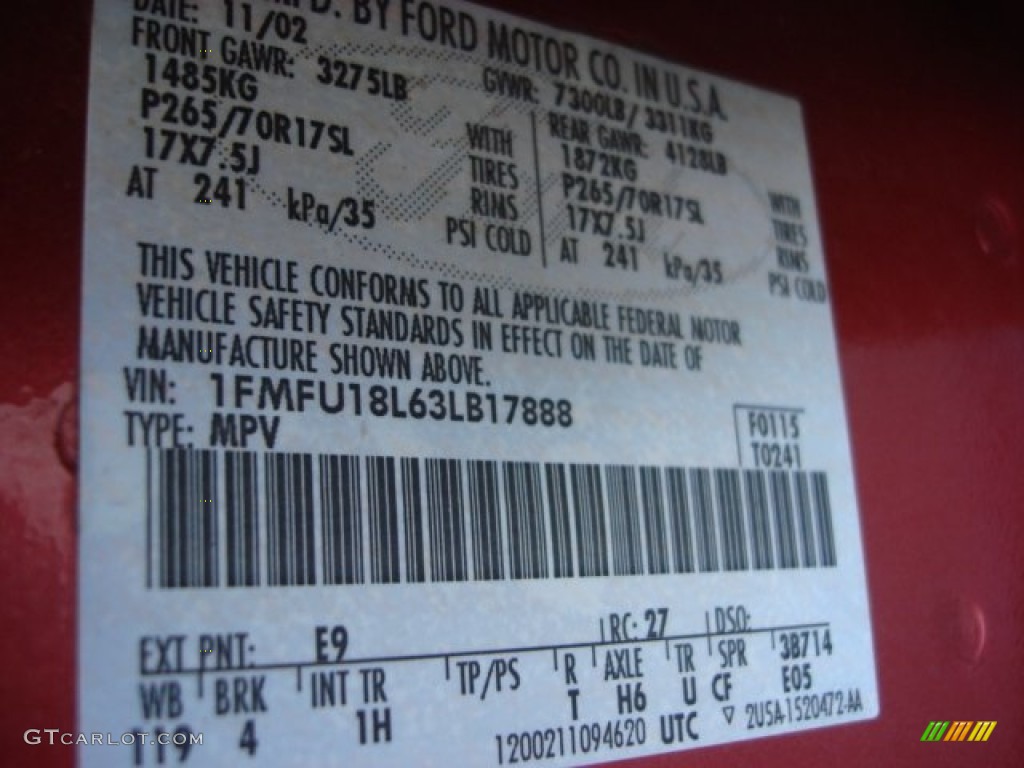 MFD. BY FORD MOTOR CO. IN U.S.A.
DATE: 11/02 GVWR: 7300LB/ 3311KG
FRONT GAWR: 3275LB REAR GAWR: 4128LB
1485KG WITH 1872KG WITH
P265/70R17SL TIRES P265/70R17SL TIRES
17X7.5J RINS 17X7.5J RINS
AT 241 kPa/35 PSI COLD AT 241 kPa/35 PSI COLD
THIS VEHICLE CONFORMS TO ALL APPLICABLE FEDERAL MOTOR
VEHICLE SAFETY STANDARDS IN EFFECT ON THE DATE OF
MANUFACTURE SHOWN ABOVE.
VIN: 1FMFU18L63LB17888
TYPE: MPV
F0115
T0241
EXT PNT: E9 RC: 27 DSO:
WB BRK INT TR TP/PS R AXLE TR SPR 3B714
119 4 1H T H6 U CF E05
1200211094620 UTC ▽ 2U5A-1520472-AA
GTCARLOT.COM